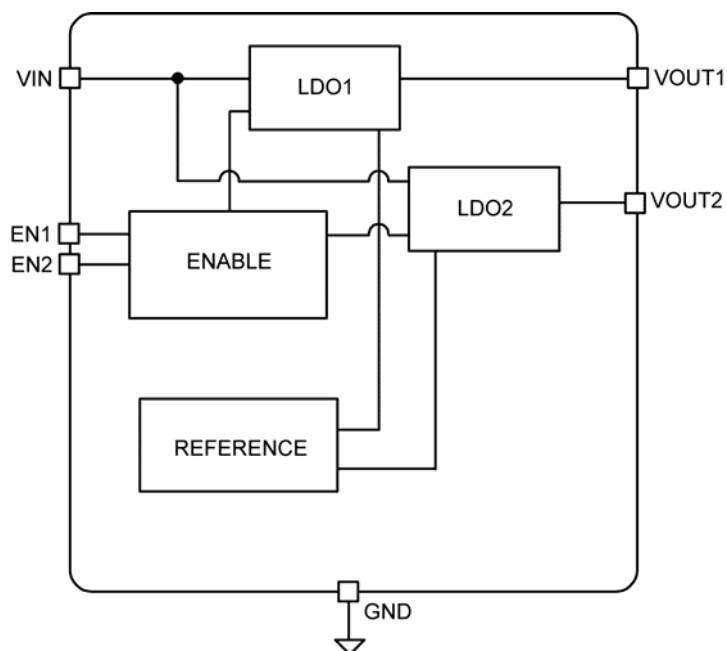 LDO1
VIN
VOUT1
LDO2
VOUT2
EN1
EN2
ENABLE
REFERENCE
GND